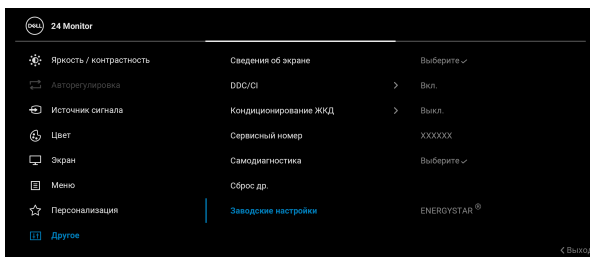 DELL 24 Monitor
Яркость / контрастность Сведения об экране Выберите ✓
Авторегулировка DDC/CI > Вкл.
Источник сигнала Кондиционирование ЖКД > Выкл.
Цвет Сервисный номер XXXXXX
Экран Самодиагностика Выберите ✓
Меню Сброс др.
Персонализация Заводские настройки ENERGYSTAR ®
Другое
< Выход